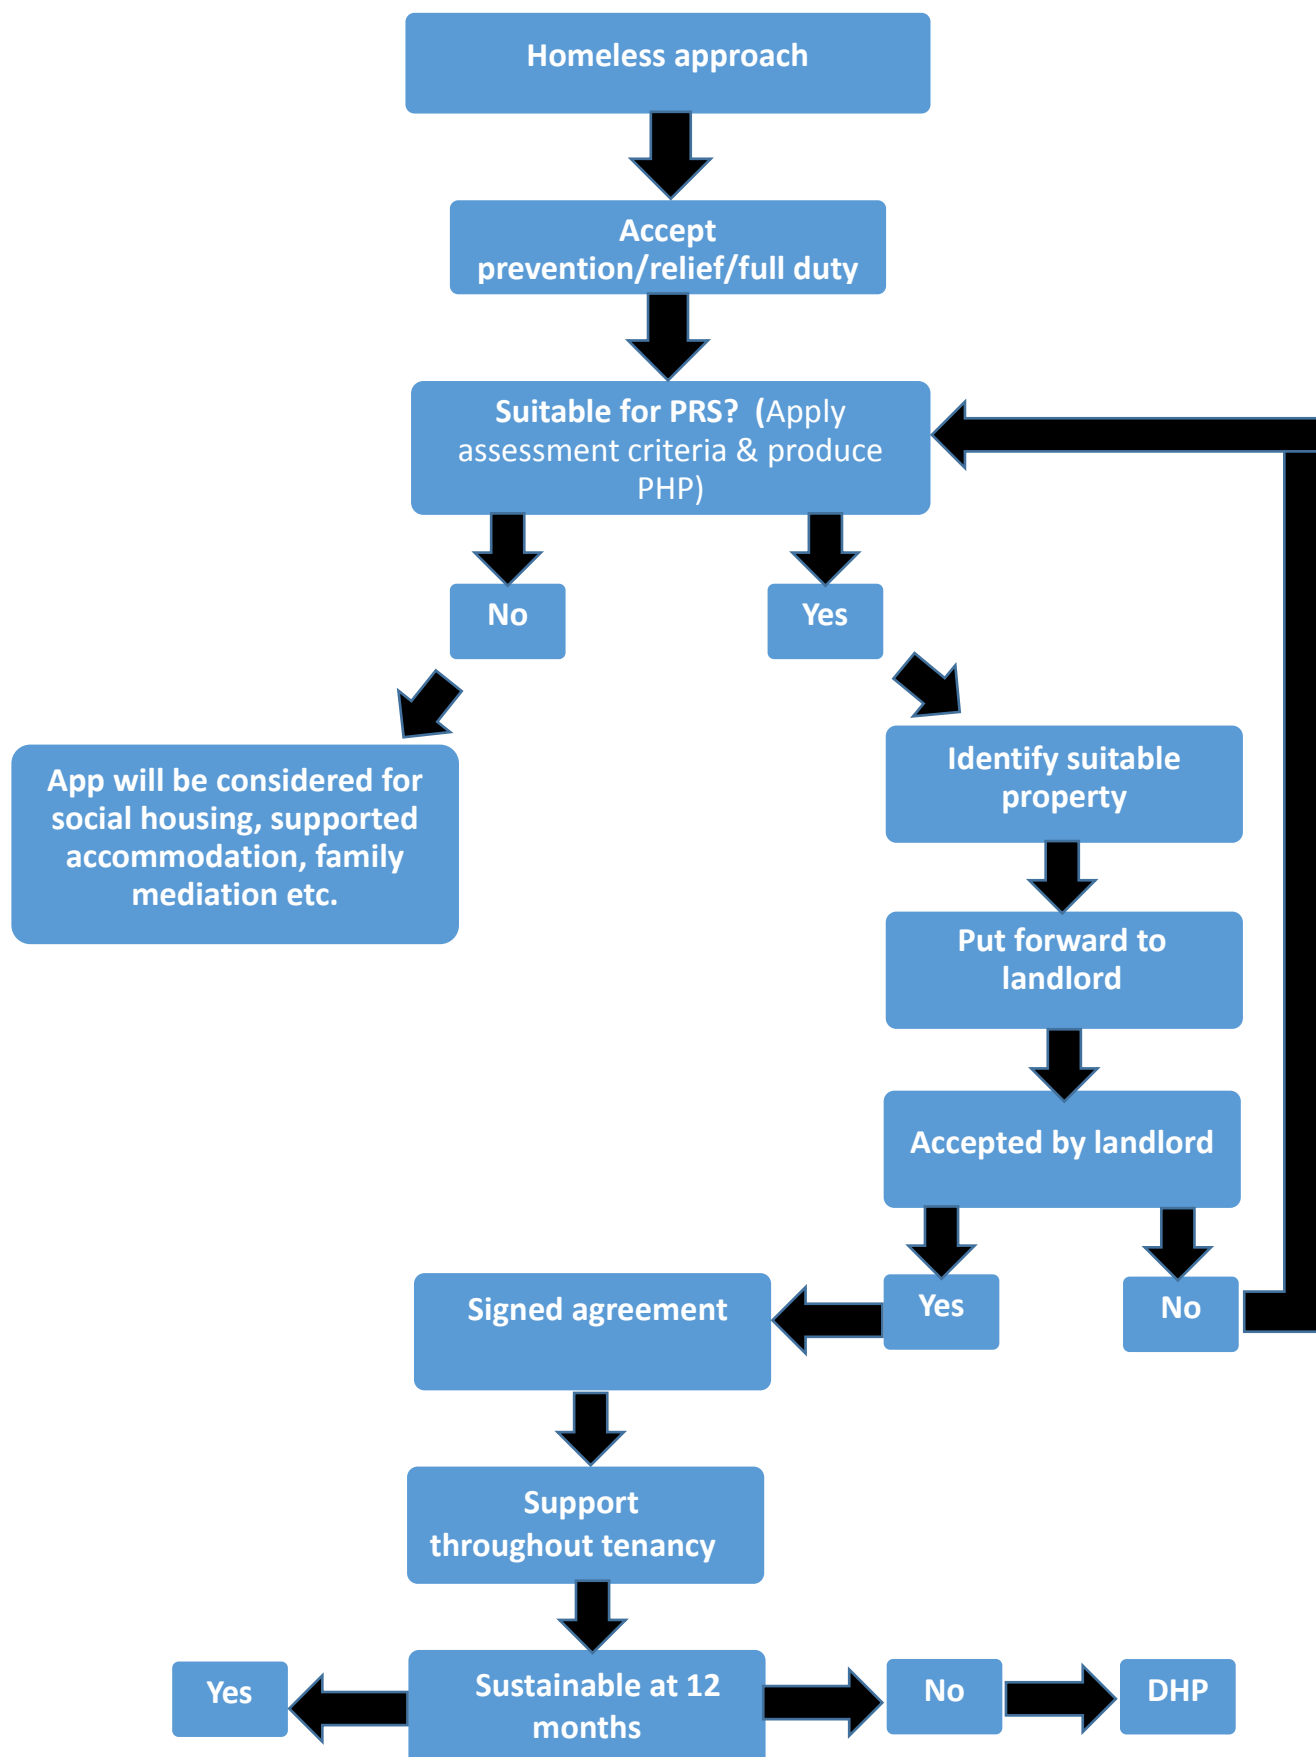 Homeless approach
Accept
prevention/relief/full duty
Suitable for PRS?  (Apply
assessment criteria & produce
PHP)
No
Yes
App will be considered for
social housing, supported
accommodation, family
mediation etc.
Identify suitable
property
Put forward to
landlord
Accepted by landlord
Yes
No
Signed agreement
Support
throughout tenancy
Sustainable at 12
months
Yes
No
DHP